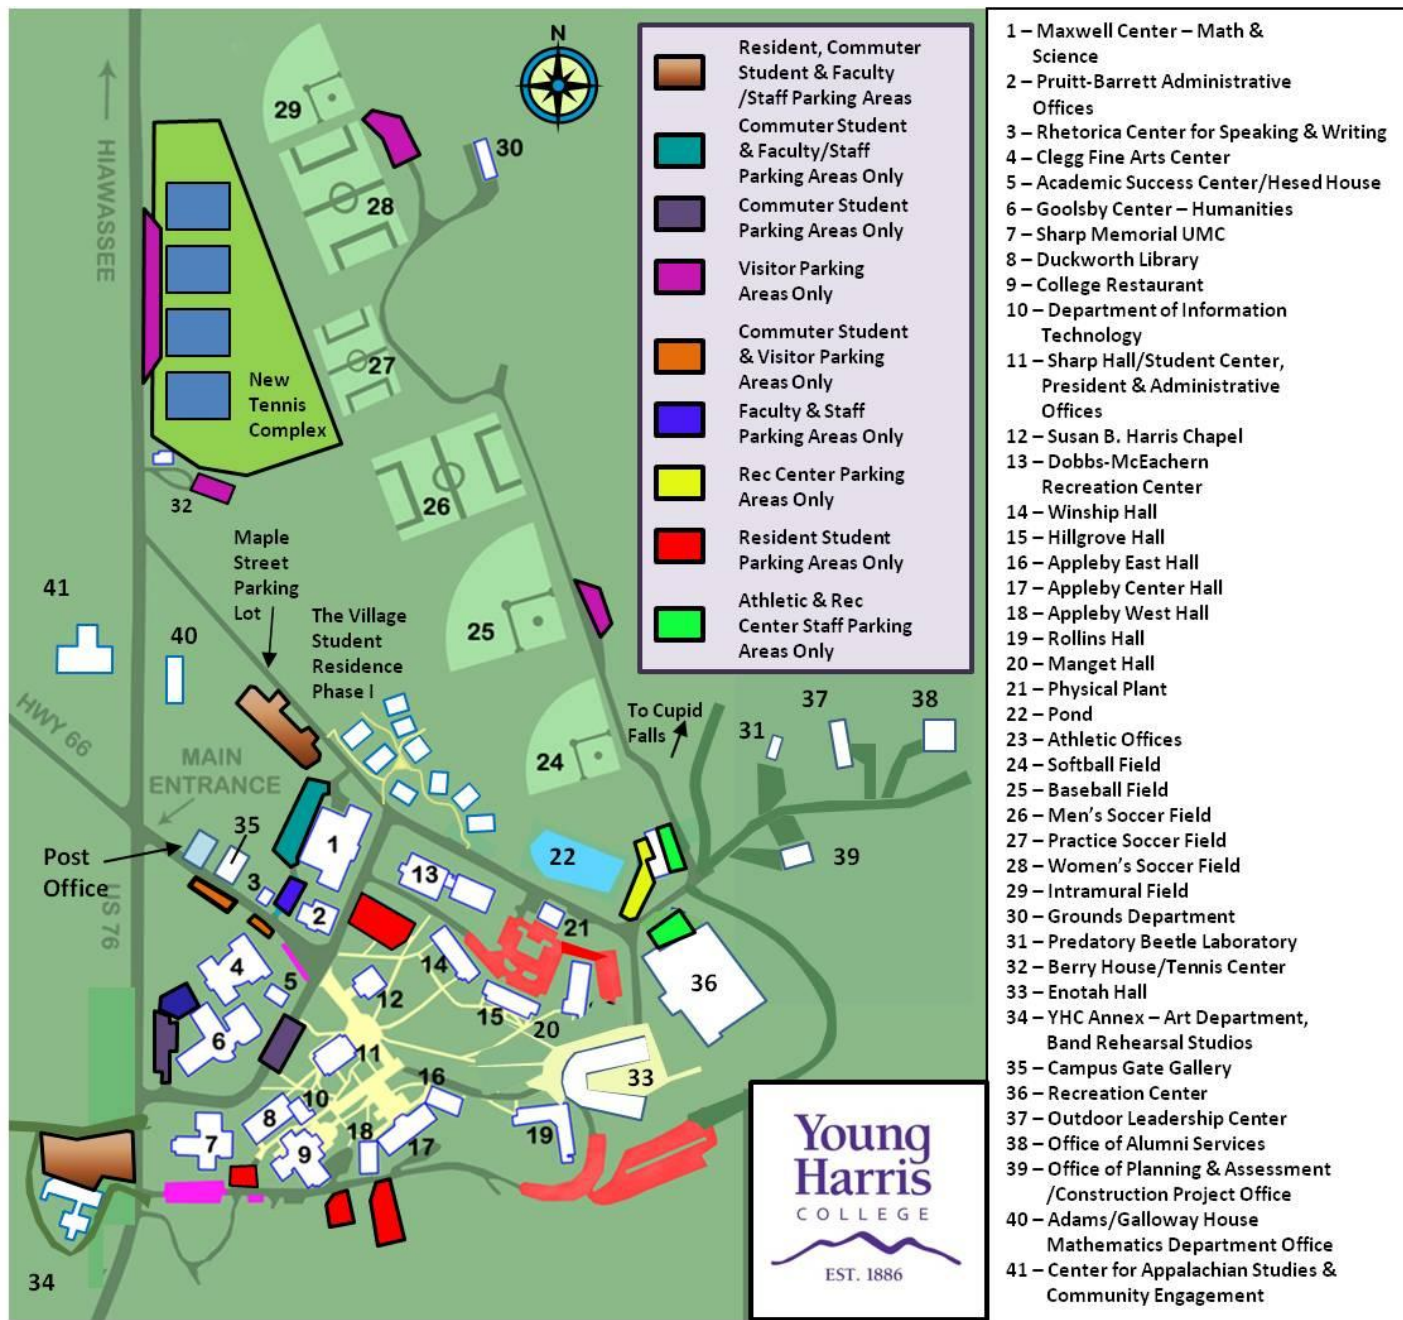 N
HIAWASSEE
29
28
30
27
New
Tennis
Complex
26
32
Maple
Street
Parking
Lot
The Village
Student
Residence
Phase I
41
40
25
HWY 66
MAIN
ENTRANCE
24
To Cupid
Falls
31
37
38
Post
Office
35
1
22
39
US 76
3
2
13
21
4
5
14
12
36
6
15
20
11
10
16
33
8
7
9
18
17
19
34
Resident, Commuter
Student & Faculty
/Staff Parking Areas
Commuter Student
& Faculty/Staff
Parking Areas Only
Commuter Student
Parking Areas Only
Visitor Parking
Areas Only
Commuter Student
& Visitor Parking
Areas Only
Faculty & Staff
Parking Areas Only
Rec Center Parking
Areas Only
Resident Student
Parking Areas Only
Athletic & Rec
Center Staff Parking
Areas Only
Young
Harris
COLLEGE
EST. 1886
1 – Maxwell Center – Math &
Science
2 – Pruitt-Barrett Administrative
Offices
3 – Rhetorica Center for Speaking & Writing
4 – Clegg Fine Arts Center
5 – Academic Success Center/Hesed House
6 – Goolsby Center – Humanities
7 – Sharp Memorial UMC
8 – Duckworth Library
9 – College Restaurant
10 – Department of Information
Technology
11 – Sharp Hall/Student Center,
President & Administrative
Offices
12 – Susan B. Harris Chapel
13 – Dobbs-McEachern
Recreation Center
14 – Winship Hall
15 – Hillgrove Hall
16 – Appleby East Hall
17 – Appleby Center Hall
18 – Appleby West Hall
19 – Rollins Hall
20 – Manget Hall
21 – Physical Plant
22 – Pond
23 – Athletic Offices
24 – Softball Field
25 – Baseball Field
26 – Men's Soccer Field
27 – Practice Soccer Field
28 – Women's Soccer Field
29 – Intramural Field
30 – Grounds Department
31 – Predatory Beetle Laboratory
32 – Berry House/Tennis Center
33 – Enotah Hall
34 – YHC Annex – Art Department,
Band Rehearsal Studios
35 – Campus Gate Gallery
36 – Recreation Center
37 – Outdoor Leadership Center
38 – Office of Alumni Services
39 – Office of Planning & Assessment
/Construction Project Office
40 – Adams/Galloway House
Mathematics Department Office
41 – Center for Appalachian Studies &
Community Engagement